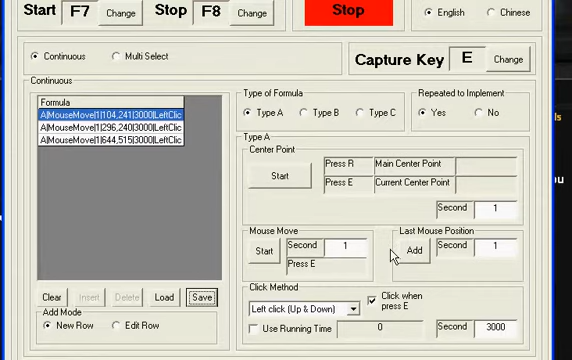 Start F7 Change Stop F8 Change Stop English Chinese
Continuous Multi Select
Capture Key E Change
Continuous
Formula
A|MouseMove|1|104,241|3000|LeftClic
A|MouseMove|1|296,240|3000|LeftClic
A|MouseMove|1|644,515|3000|LeftClic
Clear Insert Delete Load Save
Add Mode
New Row Edit Row
Type of Formula
Type A Type B Type C
Repeated to Implement
Yes No
Type A
Center Point
Start
Press R Main Center Point
Press E Current Center Point
Second 1
Mouse Move
Start Second 1
Press E
Last Mouse Position
Add Second 1
Click Method
Left click (Up & Down)
Click when
press E
Use Running Time 0 Second 3000